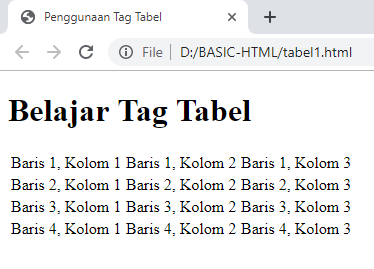 Penggunaan Tag Tabel
File | D:/BASIC-HTML/tabel1.html
Belajar Tag Tabel
Baris 1, Kolom 1 Baris 1, Kolom 2 Baris 1, Kolom 3
Baris 2, Kolom 1 Baris 2, Kolom 2 Baris 2, Kolom 3
Baris 3, Kolom 1 Baris 3, Kolom 2 Baris 3, Kolom 3
Baris 4, Kolom 1 Baris 4, Kolom 2 Baris 4, Kolom 3